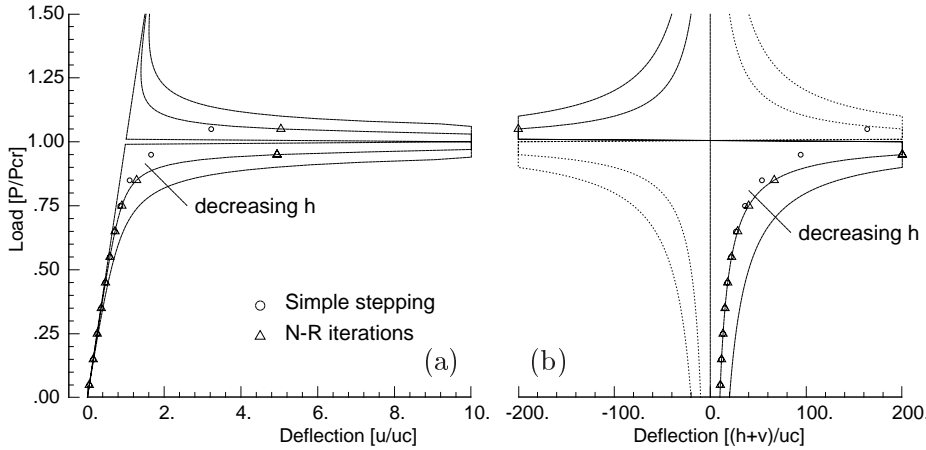 1.50
1.25
1.00
.75
.50
.25
.00
Load [P/Pcr]
decreasing h
Simple stepping
N-R iterations
(a)
0. 2. 4. 6. 8. 10.
Deflection [u/uc]
decreasing h
(b)
-200. -100. 0. 100. 200.
Deflection [(h+v)/uc]